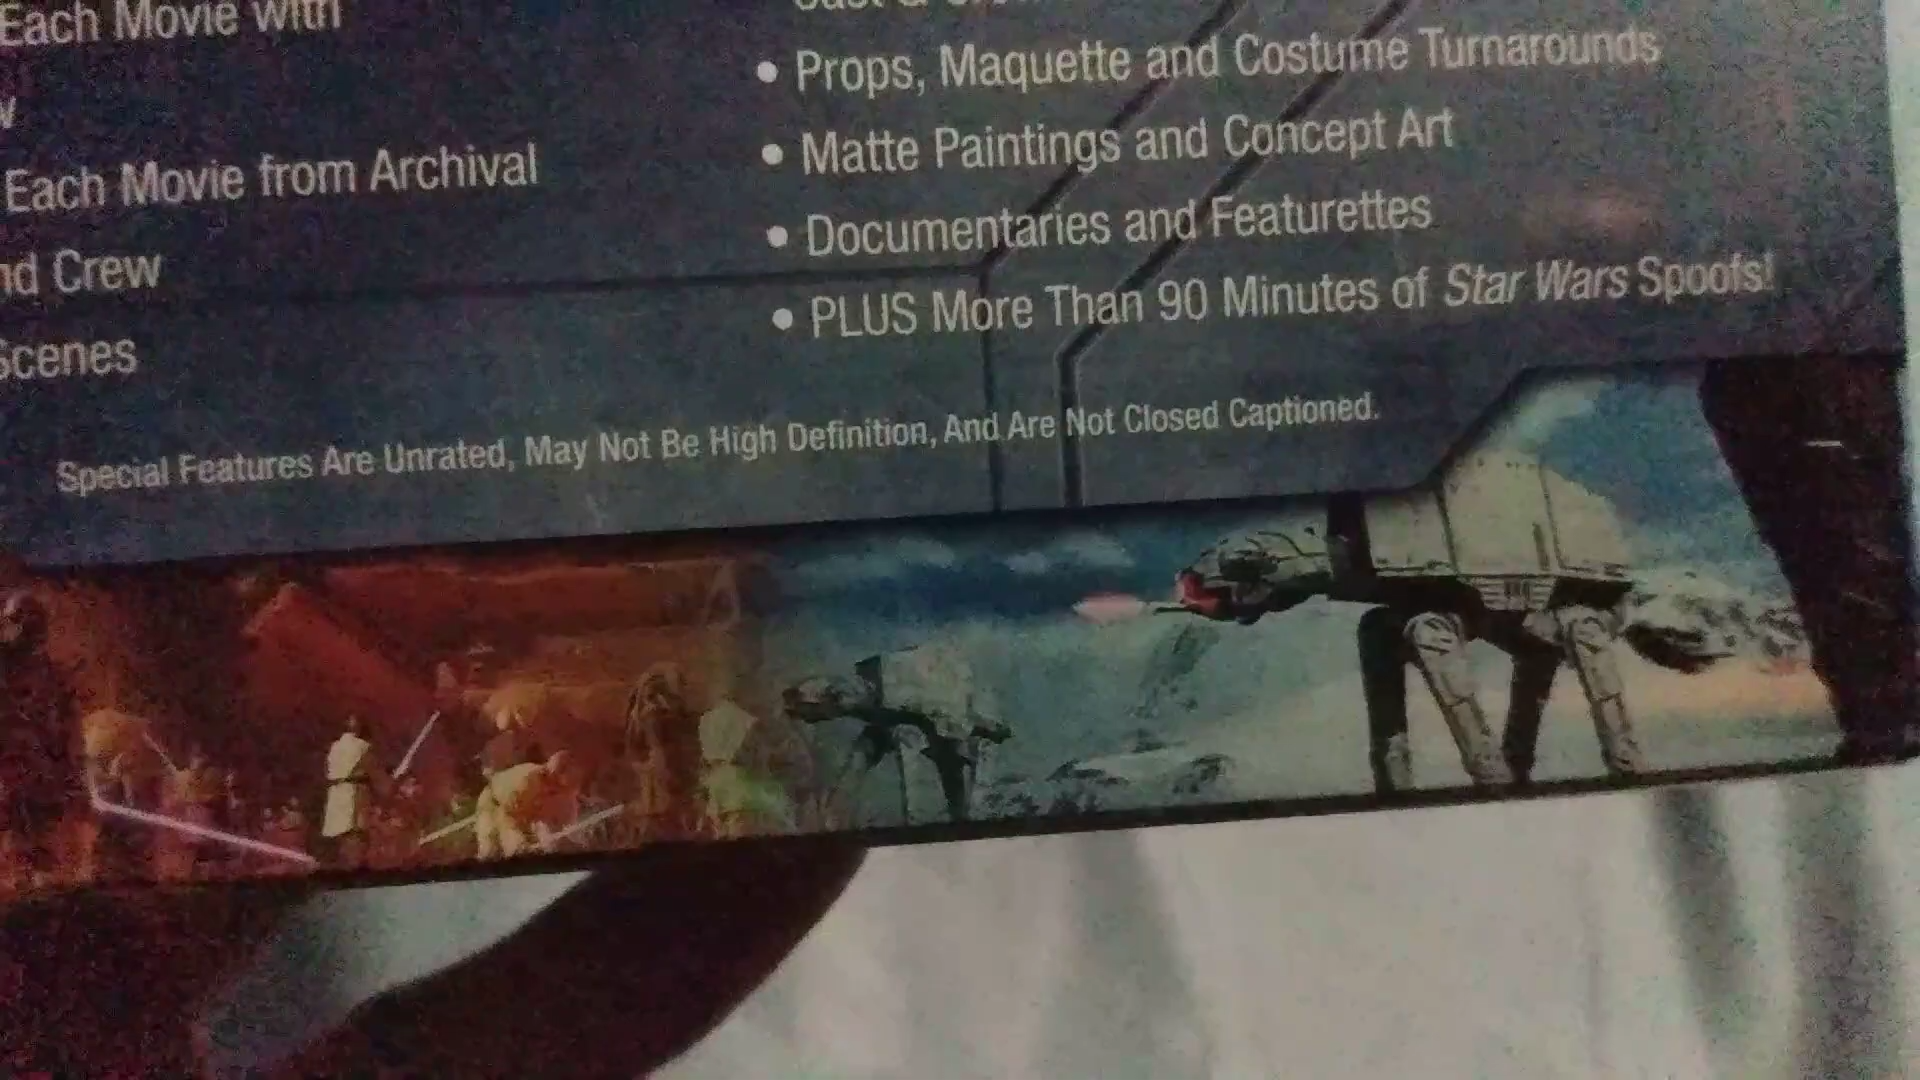 Each Movie with
Each Movie from Archival
Crew
Scenes
• Props, Maquette and Costume Turnarounds
• Matte Paintings and Concept Art
• Documentaries and Featurettes
• PLUS More Than 90 Minutes of Star Wars Spoofs!
Special Features Are Unrated, May Not Be High Definition, And Are Not Closed Captioned.